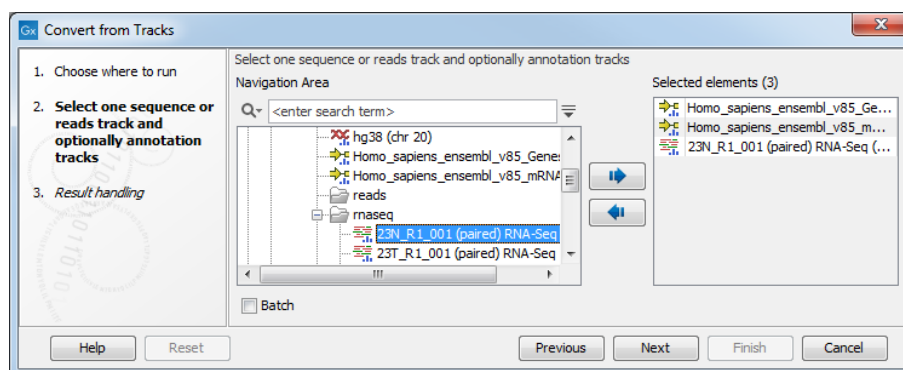 Gx Convert from Tracks
1. Choose where to run
2. Select one sequence or
reads track and
optionally annotation
tracks
3. Result handling
Select one sequence or reads track and optionally annotation tracks
Navigation Area
<enter search term>
hg38 (chr 20)
Homo_sapiens_ensembl_v85_Gene
Homo_sapiens_ensembl_v85_mRNA
reads
rnaseq
23N_R1_001 (paired) RNA-Seq
23T_R1_001 (paired) RNA-Seq
Batch
Selected elements (3)
Homo_sapiens_ensembl_v85_Ge...
Homo_sapiens_ensembl_v85_m...
23N_R1_001 (paired) RNA-Seq (...
Help Reset Previous Next Finish Cancel